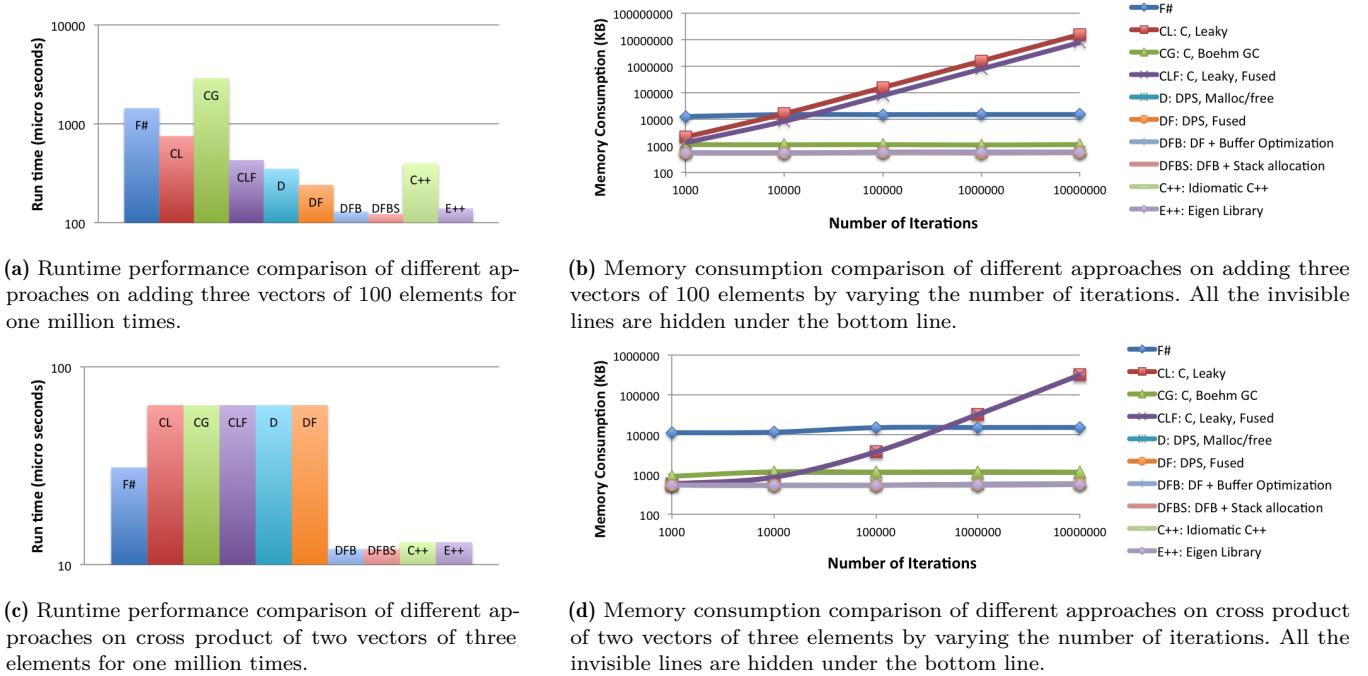 10000
1000
100
Run time (micro seconds)
F#
CL
CG
CLF
D
DF
DFB
DFBS
C++
E++
(a) Runtime performance comparison of different ap-
proaches on adding three vectors of 100 elements for
one million times.
100000000
10000000
1000000
100000
10000
1000
100
Memory Consumption (KB)
1000 10000 100000 1000000 10000000
Number of Iterations
F#
CL: C, Leaky
CG: C, Boehm GC
CLF: C, Leaky, Fused
D: DPS, Malloc/free
DF: DPS, Fused
DFB: DF + Buffer Optimization
DFBS: DFB + Stack allocation
C++: Idiomatic C++
E++: Eigen Library
(b) Memory consumption comparison of different approaches on adding three
vectors of 100 elements by varying the number of iterations. All the invisible
lines are hidden under the bottom line.
100
10
Run time (micro seconds)
F#
CL
CG
CLF
D
DF
DFB
DFBS
C++
E++
(c) Runtime performance comparison of different ap-
proaches on cross product of two vectors of three
elements for one million times.
1000000
100000
10000
1000
100
Memory Consumption (KB)
1000 10000 100000 1000000 10000000
Number of Iterations
F#
CL: C, Leaky
CG: C, Boehm GC
CLF: C, Leaky, Fused
D: DPS, Malloc/free
DF: DPS, Fused
DFB: DF + Buffer Optimization
DFBS: DFB + Stack allocation
C++: Idiomatic C++
E++: Eigen Library
(d) Memory consumption comparison of different approaches on cross product
of two vectors of three elements by varying the number of iterations. All the
invisible lines are hidden under the bottom line.